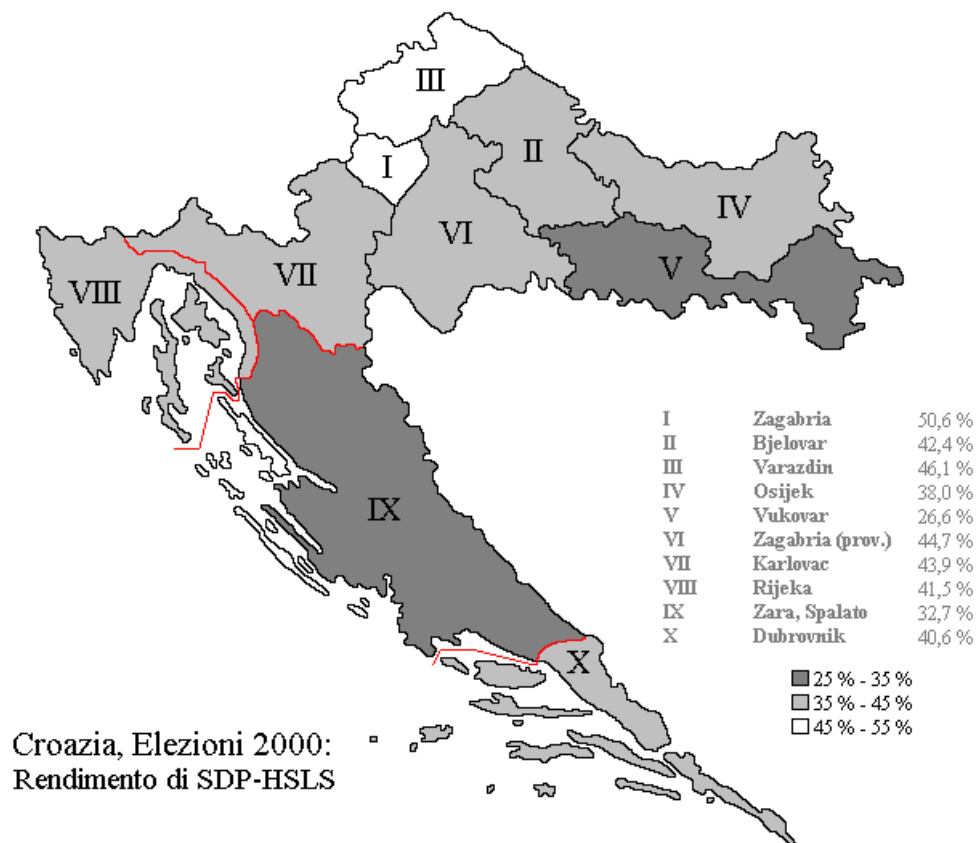 III
I
II
IV
VI
V
VII
VIII
IX
X
I Zagabria 50,6 %
II Bjelovar 42,4 %
III Varazdin 46,1 %
IV Osijek 38,0 %
V Vukovar 26,6 %
VI Zagabria (prov.) 44,7 %
VII Karlovac 43,9 %
VIII Rijeka 41,5 %
IX Zara, Spalato 32,7 %
X Dubrovnik 40,6 %
25 % - 35 %
35 % - 45 %
45 % - 55 %
Croazia, Elezioni 2000:
Rendimento di SDP-HSLS